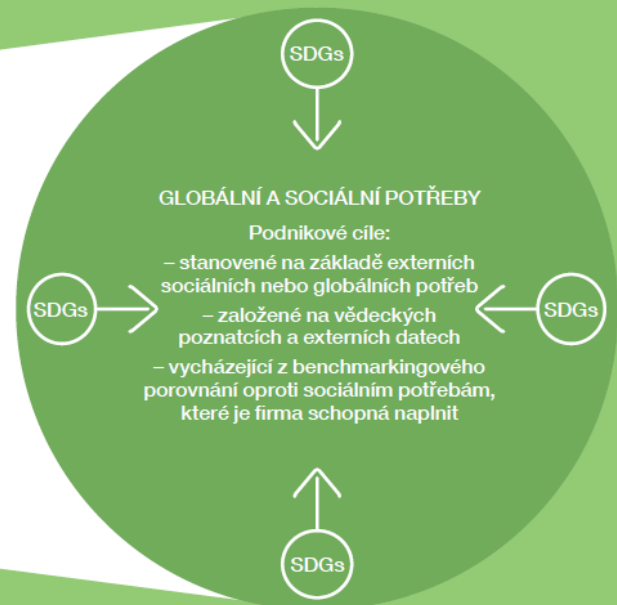 SDGs
GLOBÁLNÍ A SOCIÁLNÍ POTŘEBY
Podnikové cíle:
– stanovené na základě externích
sociálních nebo globálních potřeb
– založené na vědeckých
poznatcích a externích datech
– vycházející z benchmarkingového
porovnání oproti sociálním potřebám,
které je firma schopná naplnit
SDGs
SDGs
SDGs